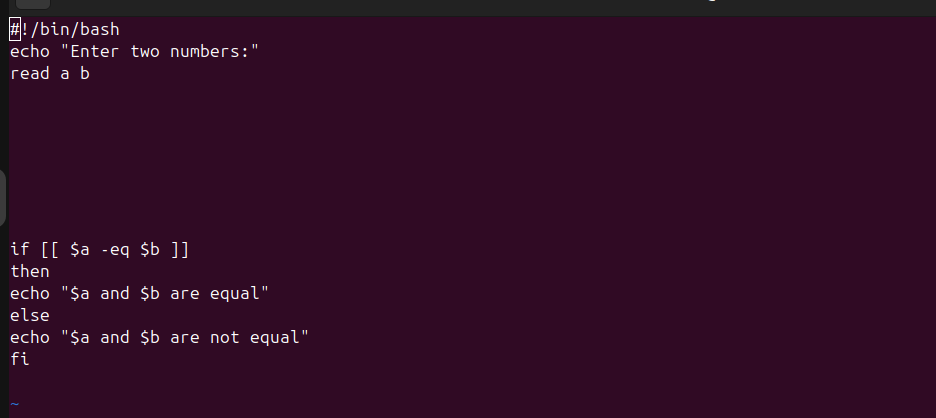 #!/bin/bash
echo "Enter two numbers:"
read a b
if [[ $a -eq $b ]]
then
echo "$a and $b are equal"
else
echo "$a and $b are not equal"
fi
~